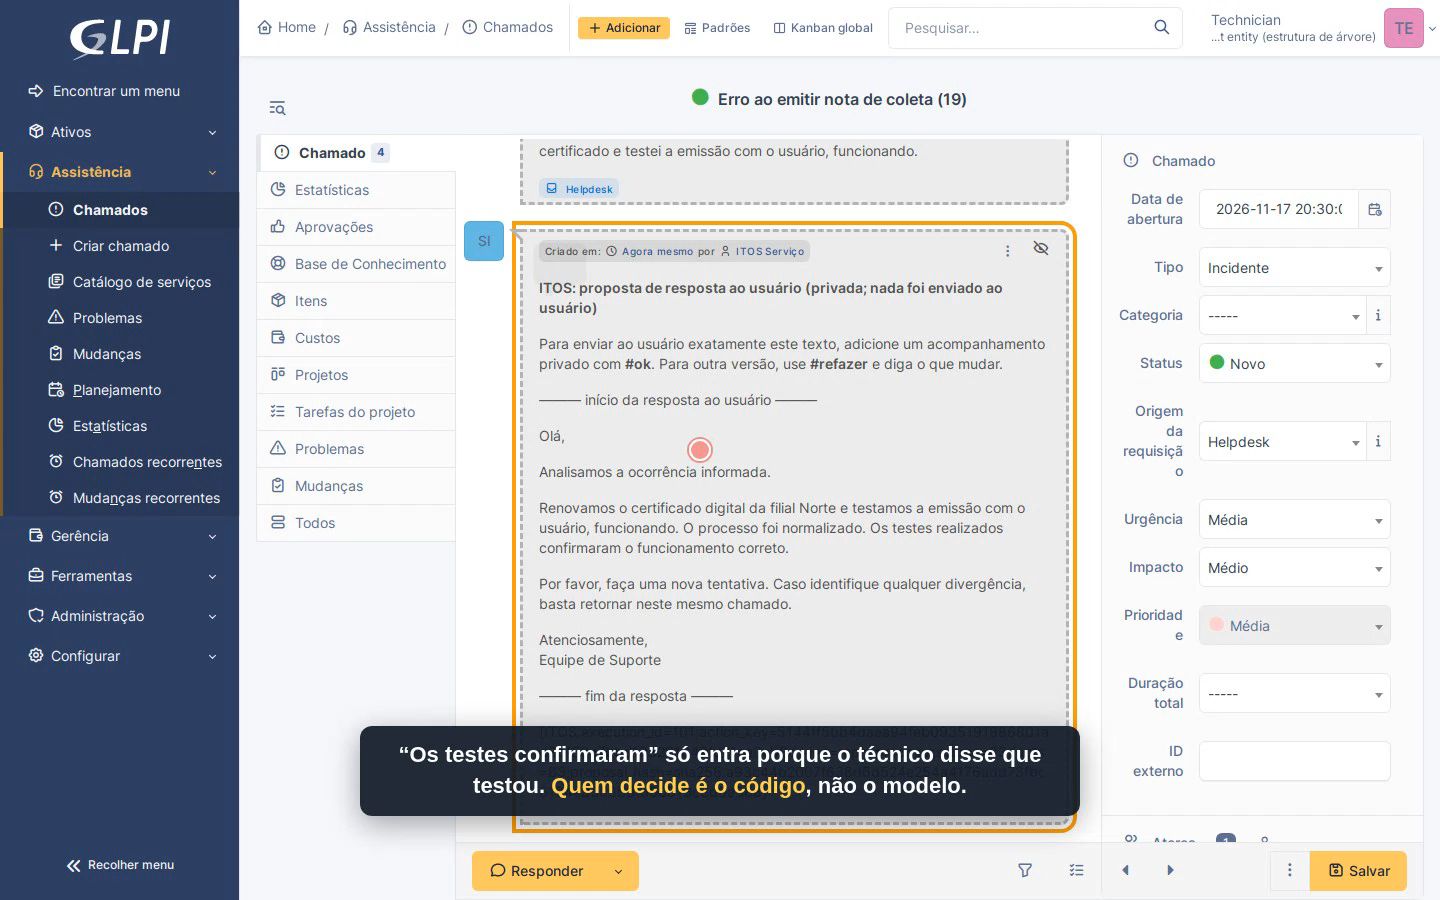 GLPI
Encontrar um menu
Ativos
Assistência
Chamados
Criar chamado
Catálogo de serviços
Problemas
Mudanças
Planejamento
Estatísticas
Chamados recorrentes
Mudanças recorrentes
Gerência
Ferramentas
Administração
Configurar
Recolher menu
Home / Assistência / Chamados
Adicionar
Padrões
Kanban global
Pesquisar...
Technician
...t entity (estrutura de árvore)
TE
Erro ao emitir nota de coleta (19)
Chamado 4
Estatísticas
Aprovações
Base de Conhecimento
Itens
Custos
Projetos
Tarefas do projeto
Problemas
Mudanças
Todos
certificado e testei a emissão com o usuário, funcionando.
Helpdesk
SI
Criado em: Agora mesmo por ITOS Serviço
ITOS: proposta de resposta ao usuário (privada; nada foi enviado ao
usuário)
Para enviar ao usuário exatamente este texto, adicione um acompanhamento
privado com #ok. Para outra versão, use #refazer e diga o que mudar.
——— início da resposta ao usuário ———
Olá,
Analisamos a ocorrência informada.
Renovamos o certificado digital da filial Norte e testamos a emissão com o
usuário, funcionando. O processo foi normalizado. Os testes realizados
confirmaram o funcionamento correto.
Por favor, faça uma nova tentativa. Caso identifique qualquer divergência,
basta retornar neste mesmo chamado.
Atenciosamente,
Equipe de Suporte
——— fim da resposta ———
“Os testes confirmaram” só entra porque o técnico disse que
testou. Quem decide é o código, não o modelo.
Responder
Chamado
Data de
abertura
2026-11-17 20:30:0
Tipo
Incidente
Categoria
-----
i
Status
Novo
Origem
da
requisiçã
o
Helpdesk
i
Urgência
Média
Impacto
Médio
Prioridad
e
Média
Duração
total
-----
ID
externo
Atores 1
Salvar